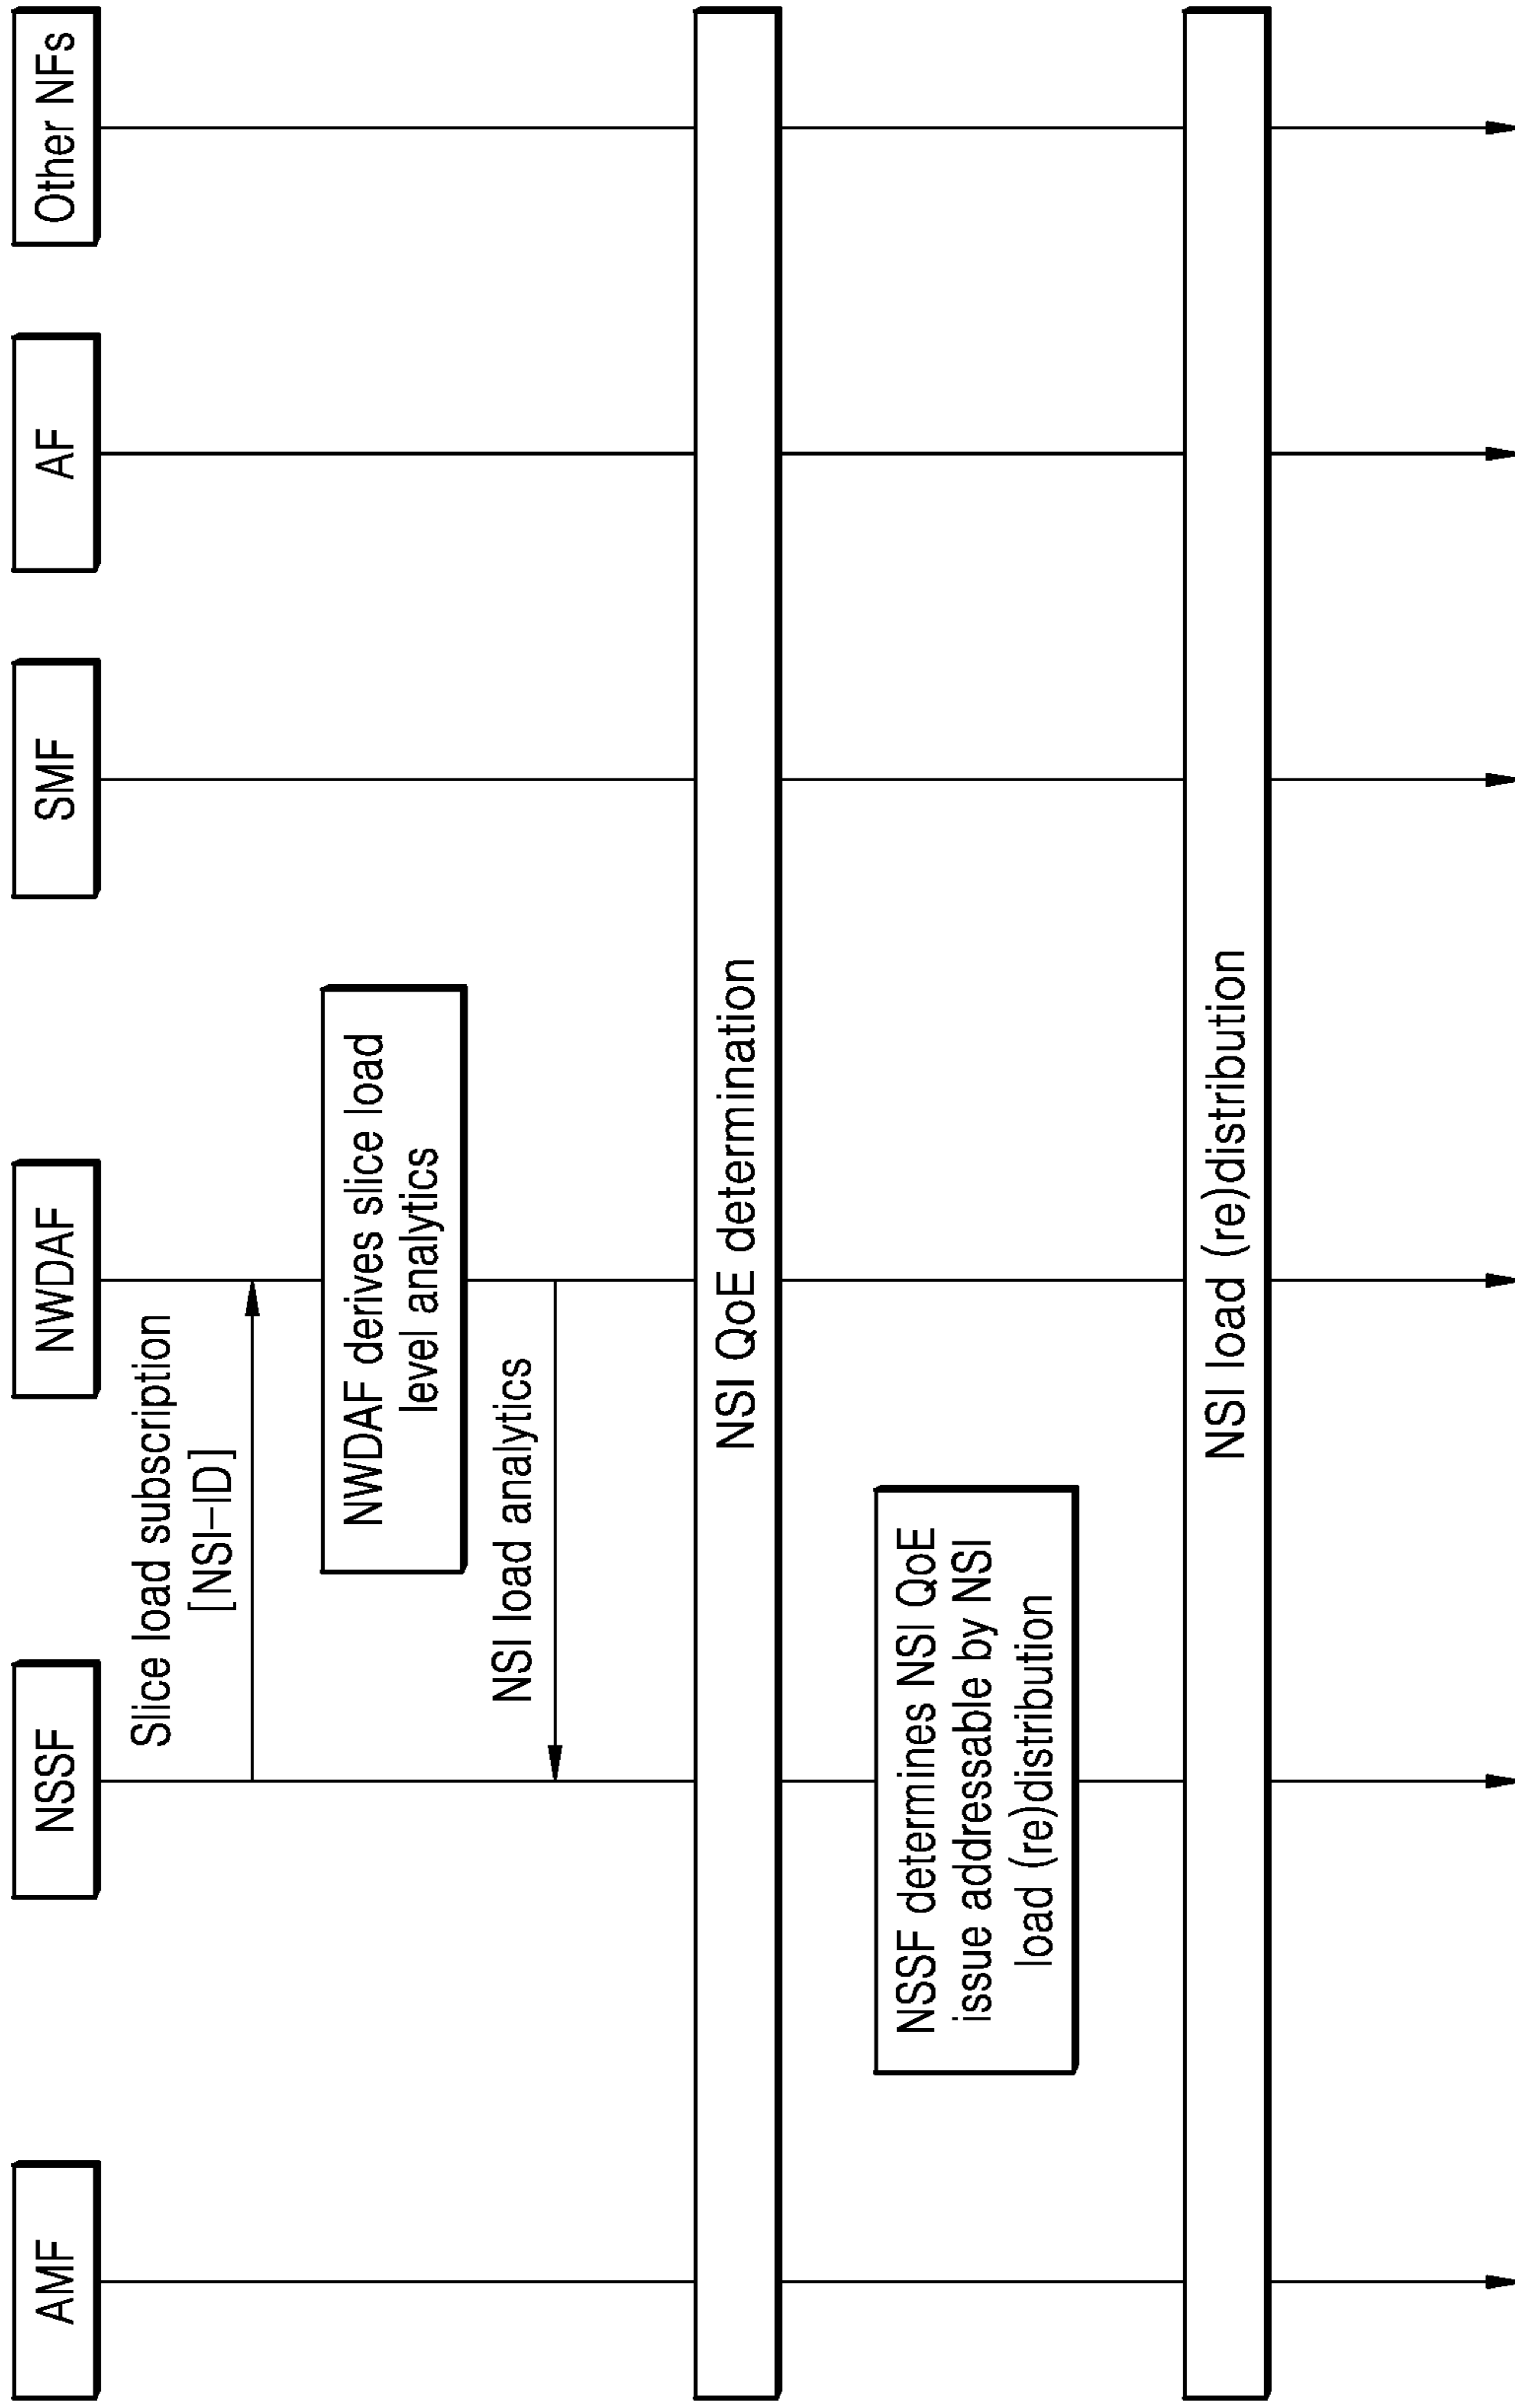 AMF
NSSF
NWDAF
SMF
AF
Other NFs
Slice load subscription
[NSI-ID]
NWDAF derives slice load
level analytics
NSI load analytics
NSI QoE determination
NSSF determines NSI QoE
issue addressable by NSI
load (re)distribution
NSI load (re)distribution